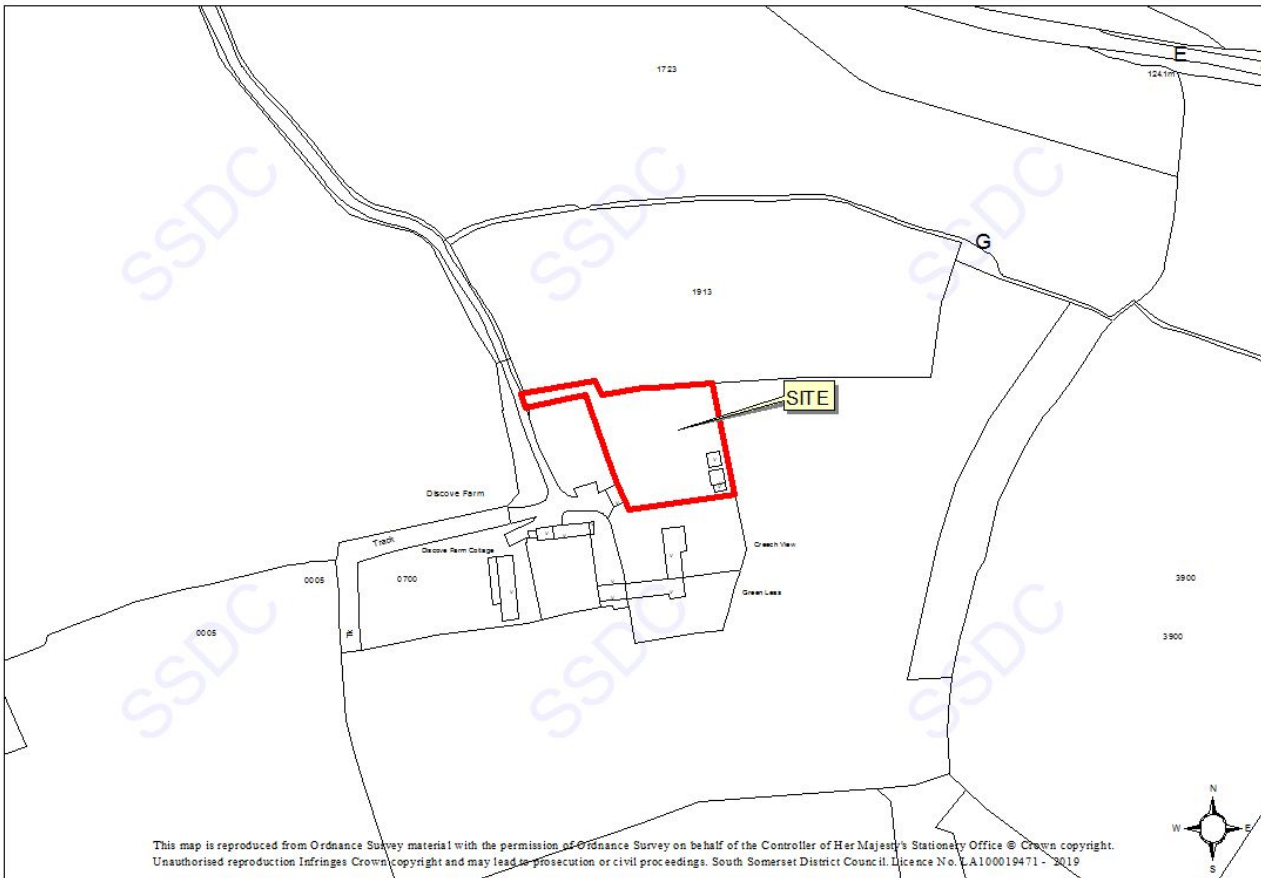 E
1723
124.1m
SSDC SSDC SSDC
G
1913
SITE
Discove Farm
Track
Discove Farm Cottage
Creech View
0005
0700
3900
Green Leas
0005
3900
SSDC SSDC SSDC
N
W E
S
This map is reproduced from Ordnance Survey material with the permission of Ordnance Survey on behalf of the Controller of Her Majesty's Stationery Office © Crown copyright.
Unauthorised reproduction Infringes Crown copyright and may lead to prosecution or civil proceedings. South Somerset District Council. Licence No. LA100019471 - 2019